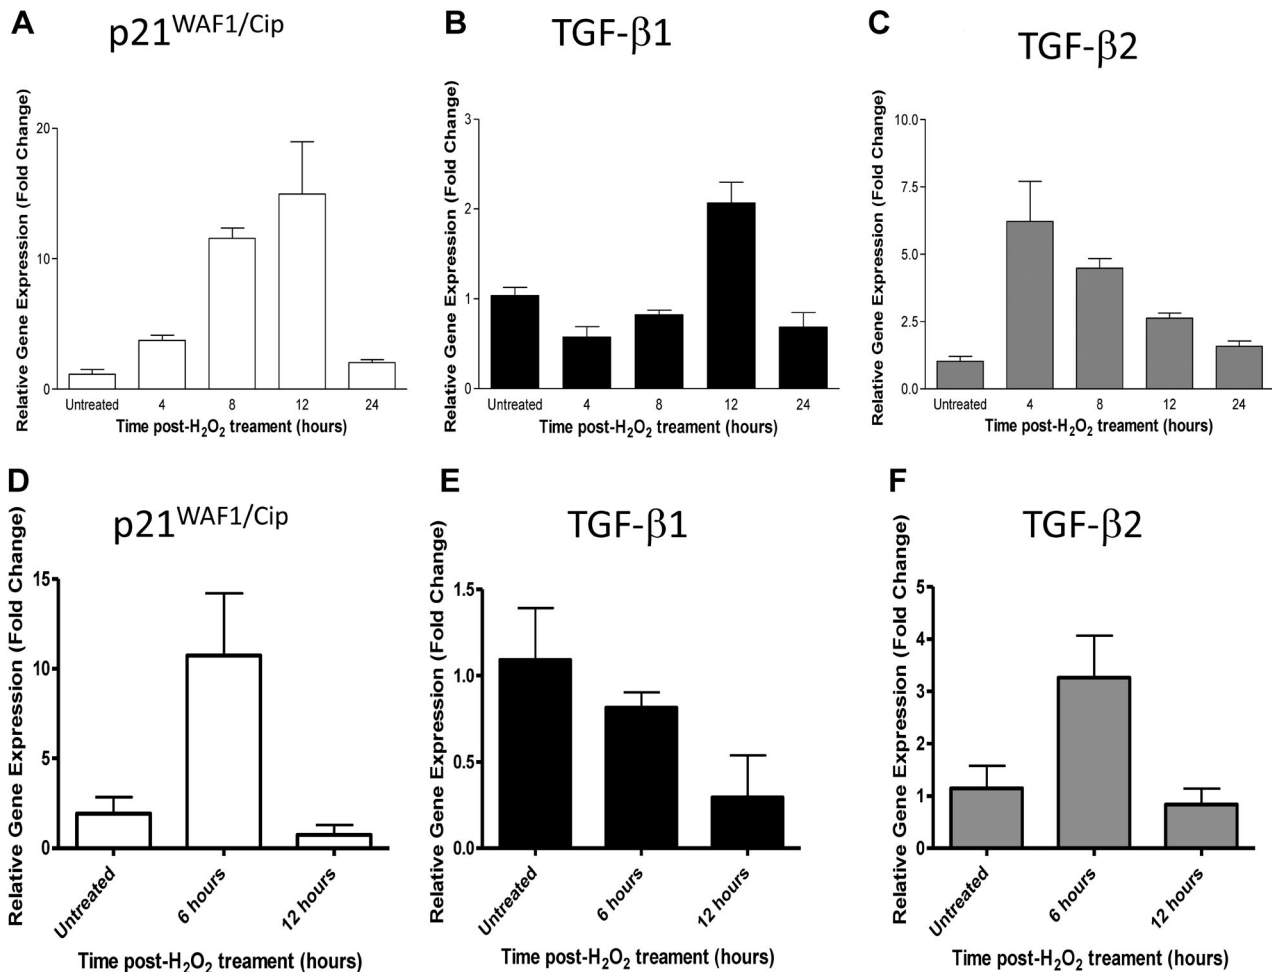 A
p21WAF1/Cip
Relative Gene Expression (Fold Change)
20
10
0
Untreated 4 8 12 24
Time post-H2O2 treament (hours)
B
TGF-β1
Relative Gene Expression (Fold Change)
3
2
1
0
Untreated 4 8 12 24
Time post-H2O2 treament (hours)
C
TGF-β2
Relative Gene Expression (Fold Change)
10.0
7.5
5.0
2.5
0.0
Untreated 4 8 12 24
Time post-H2O2 treament (hours)
D
p21WAF1/Cip
Relative Gene Expression (Fold Change)
15
10
5
0
Untreated 6 hours 12 hours
Time post-H2O2 treament (hours)
E
TGF-β1
Relative Gene Expression (Fold Change)
1.5
1.0
0.5
0.0
Untreated 6 hours 12 hours
Time post-H2O2 treament (hours)
F
TGF-β2
Relative Gene Expression (Fold Change)
5
4
3
2
1
0
Untreated 6 hours 12 hours
Time post-H2O2 treament (hours)